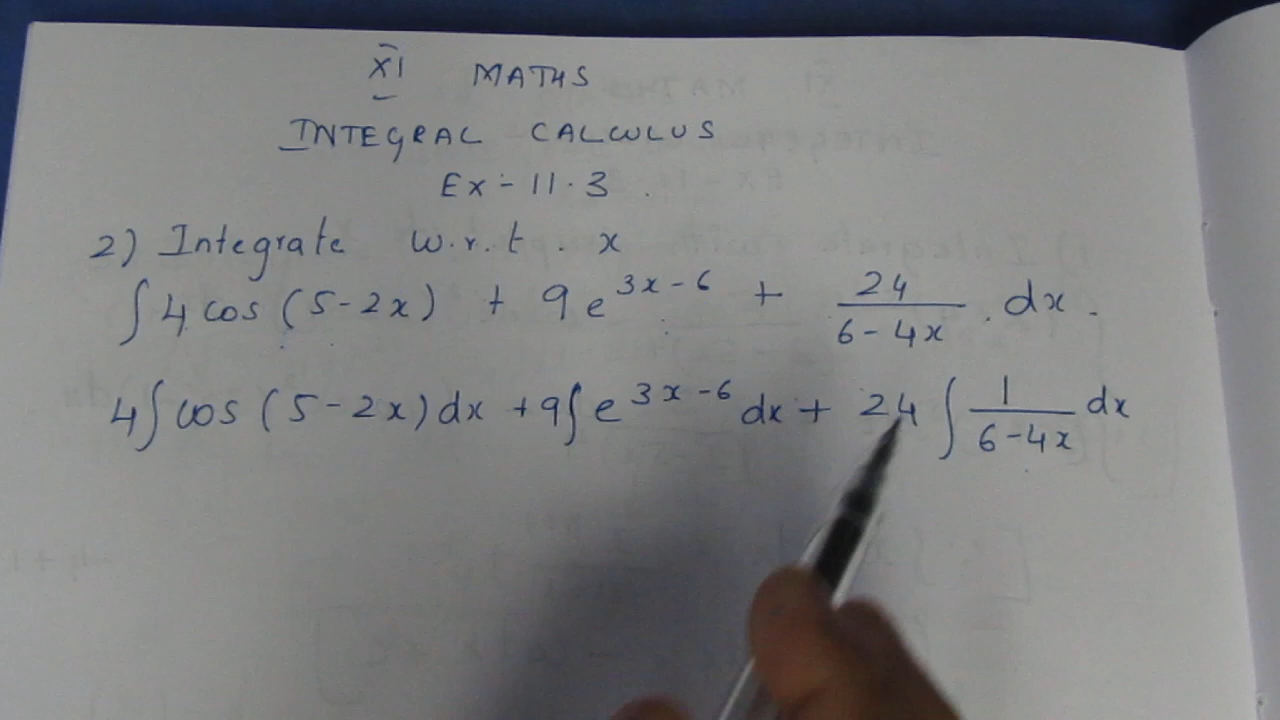 XI MATHS
INTEGRAL CALCULUS
Ex - 11.3
2) Integrate w.r.t. x
∫ 4 cos (5-2x) + 9 e^{3x-6} + 24/(6-4x) . dx.
4∫ cos (5-2x) dx + 9∫ e^{3x-6} dx + 24 ∫ 1/(6-4x) dx